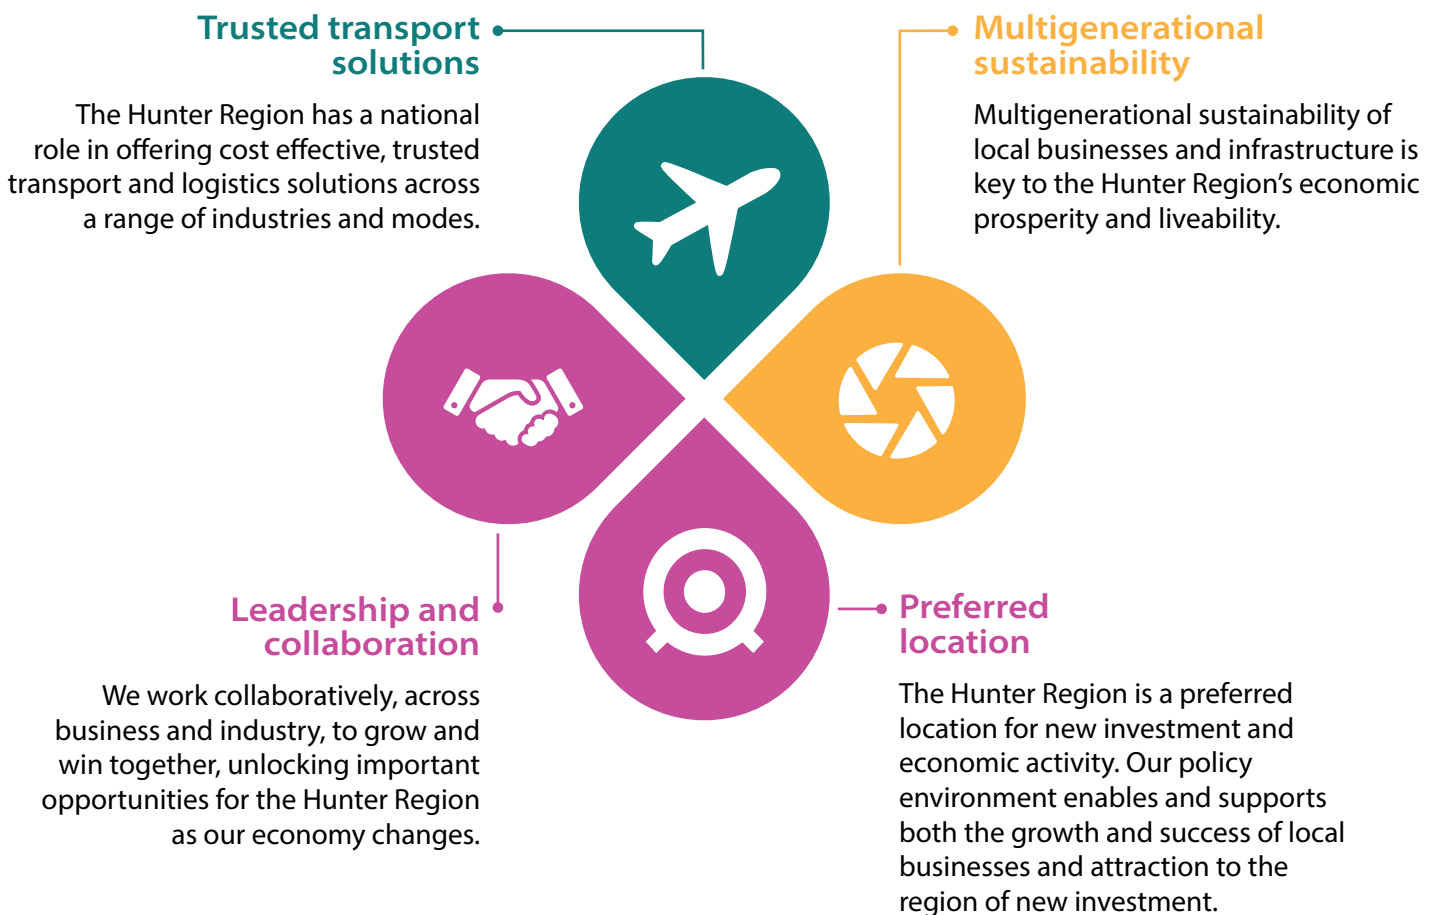 Trusted transport
solutions
The Hunter Region has a national
role in offering cost effective, trusted
transport and logistics solutions across
a range of industries and modes.
Multigenerational
sustainability
Multigenerational sustainability of
local businesses and infrastructure is
key to the Hunter Region’s economic
prosperity and liveability.
Leadership and
collaboration
We work collaboratively, across
business and industry, to grow and
win together, unlocking important
opportunities for the Hunter Region
as our economy changes.
Preferred
location
The Hunter Region is a preferred
location for new investment and
economic activity. Our policy
environment enables and supports
both the growth and success of local
businesses and attraction to the
region of new investment.